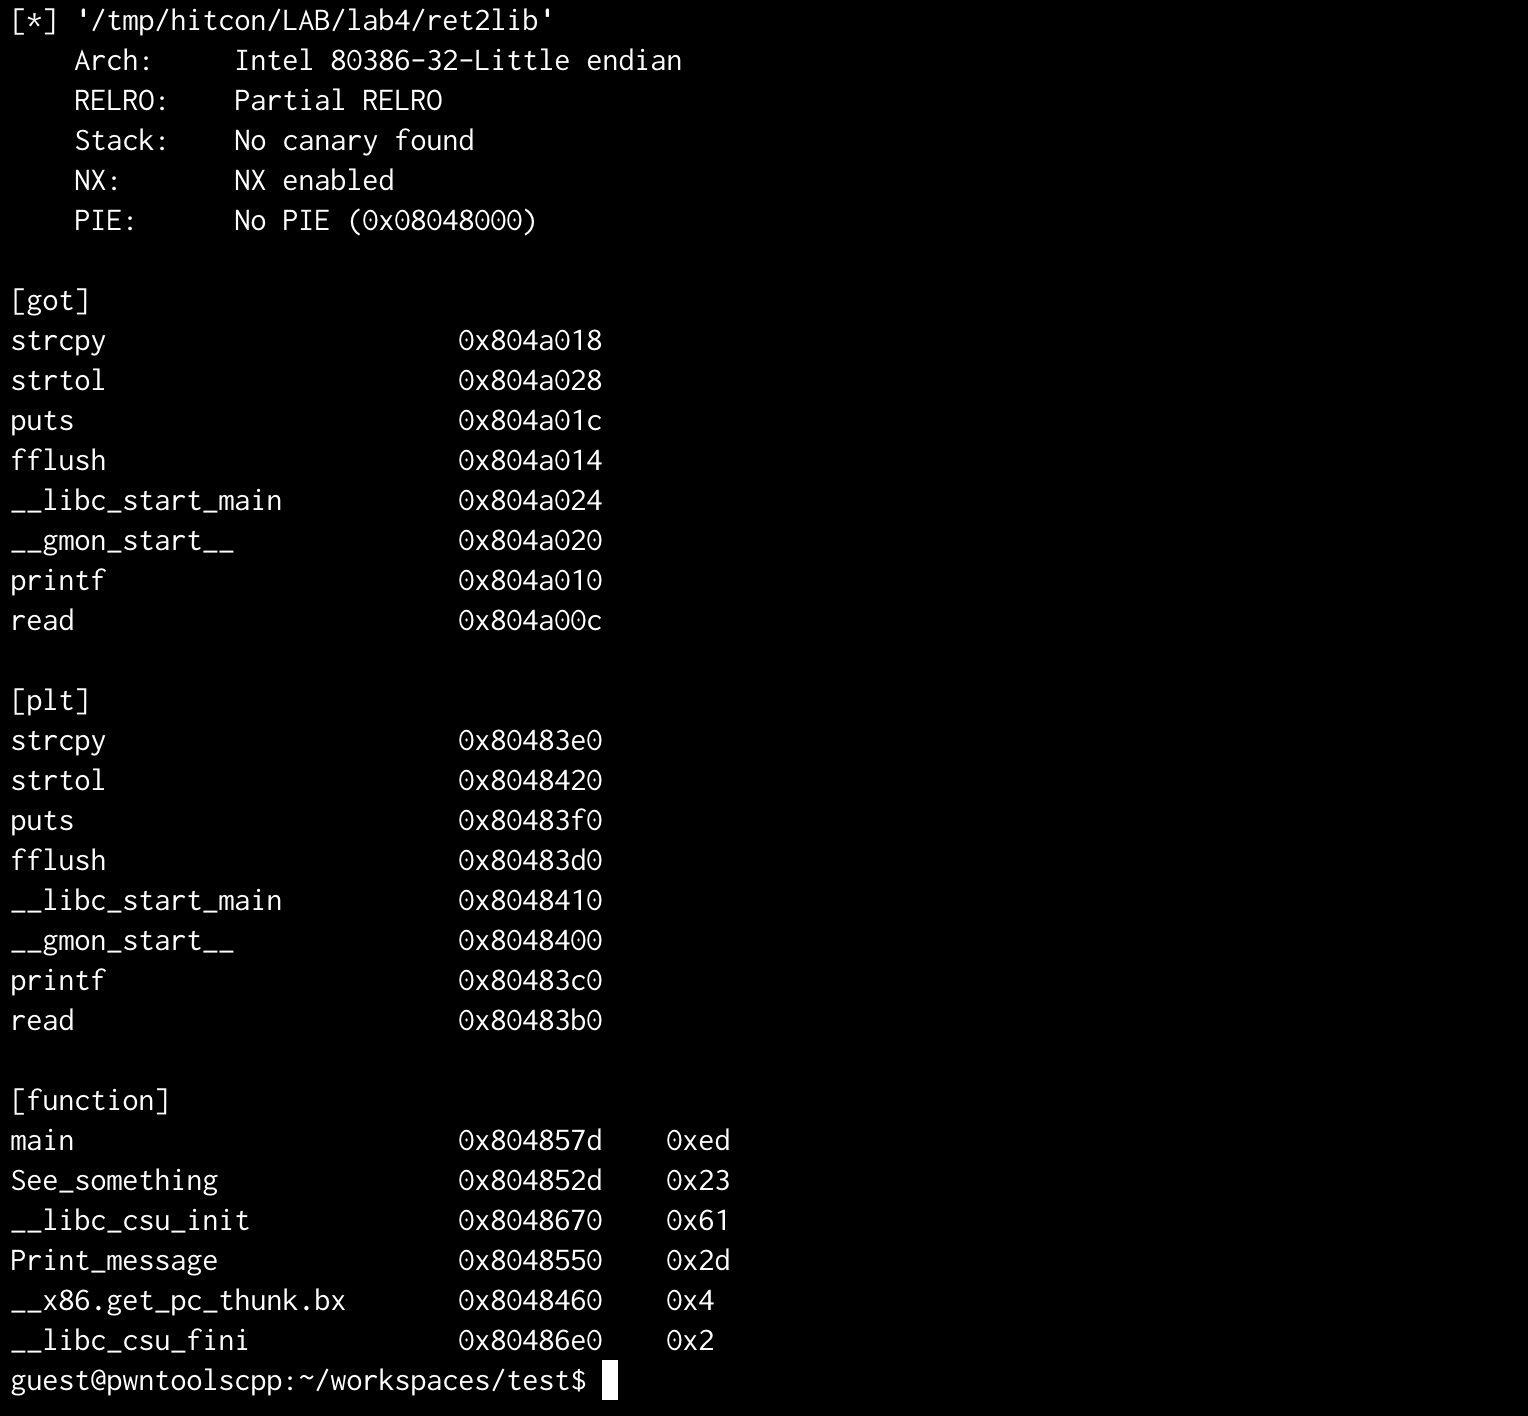 [*] '/tmp/hitcon/LAB/lab4/ret2lib'
    Arch:     Intel 80386-32-Little endian
    RELRO:    Partial RELRO
    Stack:    No canary found
    NX:       NX enabled
    PIE:      No PIE (0x08048000)

[got]
strcpy                      0x804a018
strtol                      0x804a028
puts                        0x804a01c
fflush                      0x804a014
__libc_start_main           0x804a024
__gmon_start__              0x804a020
printf                      0x804a010
read                        0x804a00c

[plt]
strcpy                      0x80483e0
strtol                      0x8048420
puts                        0x80483f0
fflush                      0x80483d0
__libc_start_main           0x8048410
__gmon_start__              0x8048400
printf                      0x80483c0
read                        0x80483b0

[function]
main                        0x804857d    0xed
See_something               0x804852d    0x23
__libc_csu_init             0x8048670    0x61
Print_message               0x8048550    0x2d
__x86.get_pc_thunk.bx       0x8048460    0x4
__libc_csu_fini             0x80486e0    0x2
guest@pwntoolscpp:~/workspaces/test$